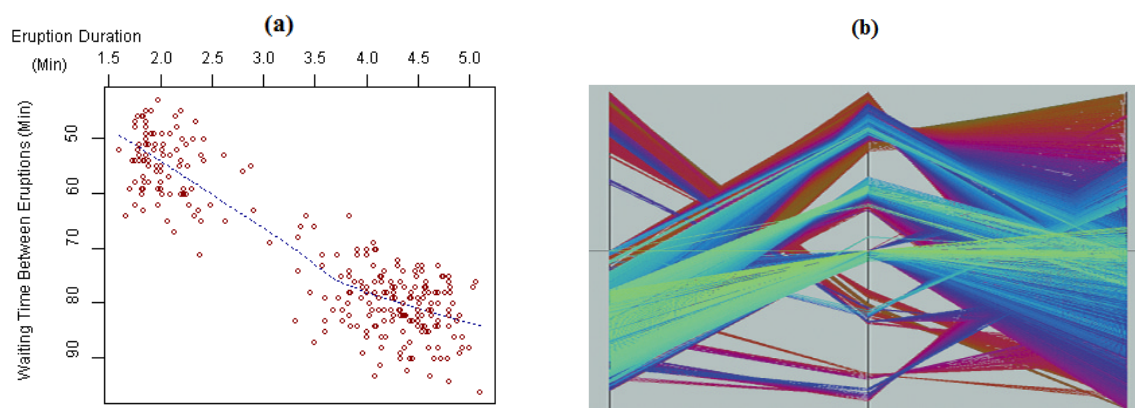 (a)
(b)
Eruption Duration
(Min)
1.5 2.0 2.5 3.0 3.5 4.0 4.5 5.0
Waiting Time Between Eruptions (Min)
50
60
70
80
90